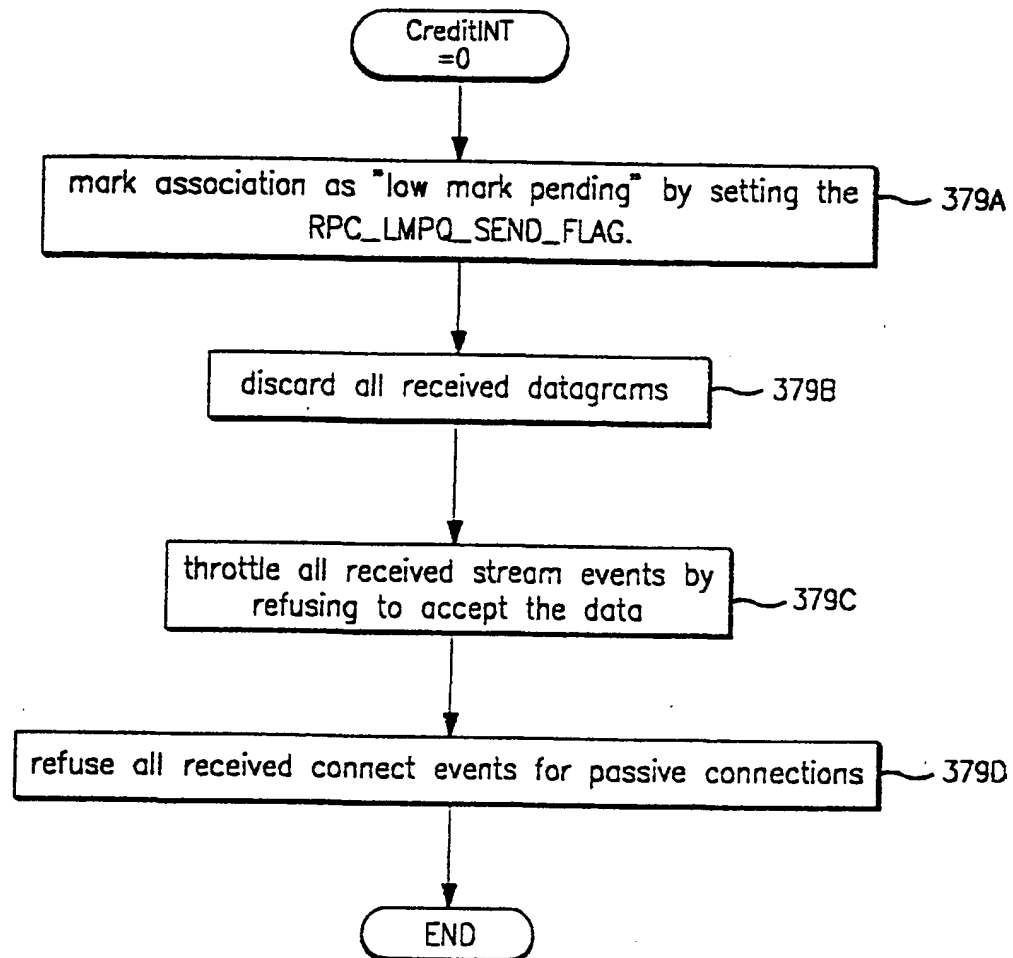 CreditINT
=0
mark association as "low mark pending" by setting the
RPC_LMPQ_SEND_FLAG.
379A
discard all received datagrams
379B
throttle all received stream events by
refusing to accept the data
379C
refuse all received connect events for passive connections
379D
END